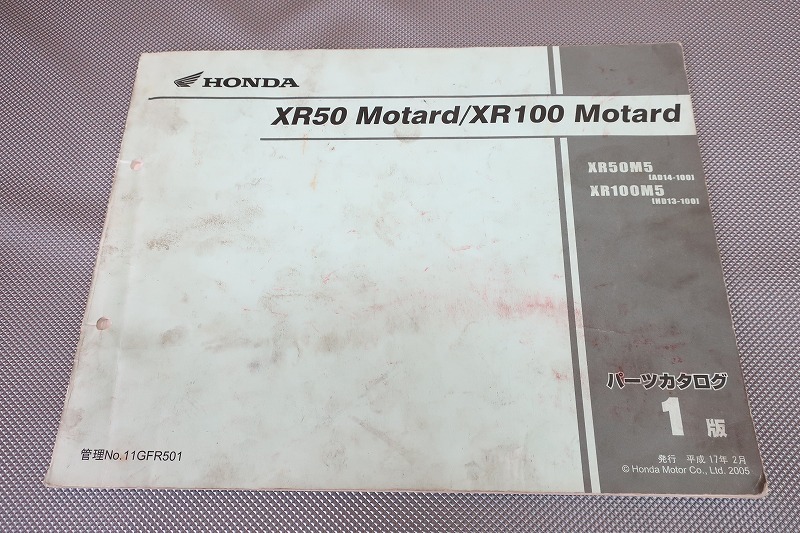 HONDA
XR50 Motard/XR100 Motard
XR50M5
(AD14-100)
XR100M5
(HD13-100)
パーツカタログ
1 版
管理No.11GFR501
発行 平成 17年 2月
© Honda Motor Co., Ltd. 2005